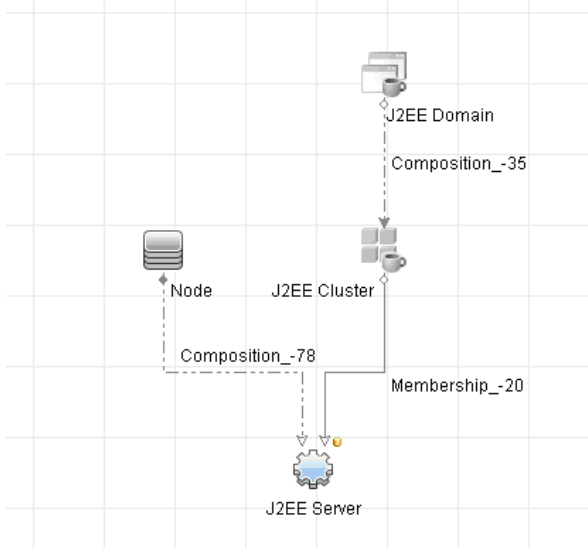 J2EE Domain
Composition_-35
Node
J2EE Cluster
Composition_-78
Membership_-20
J2EE Server